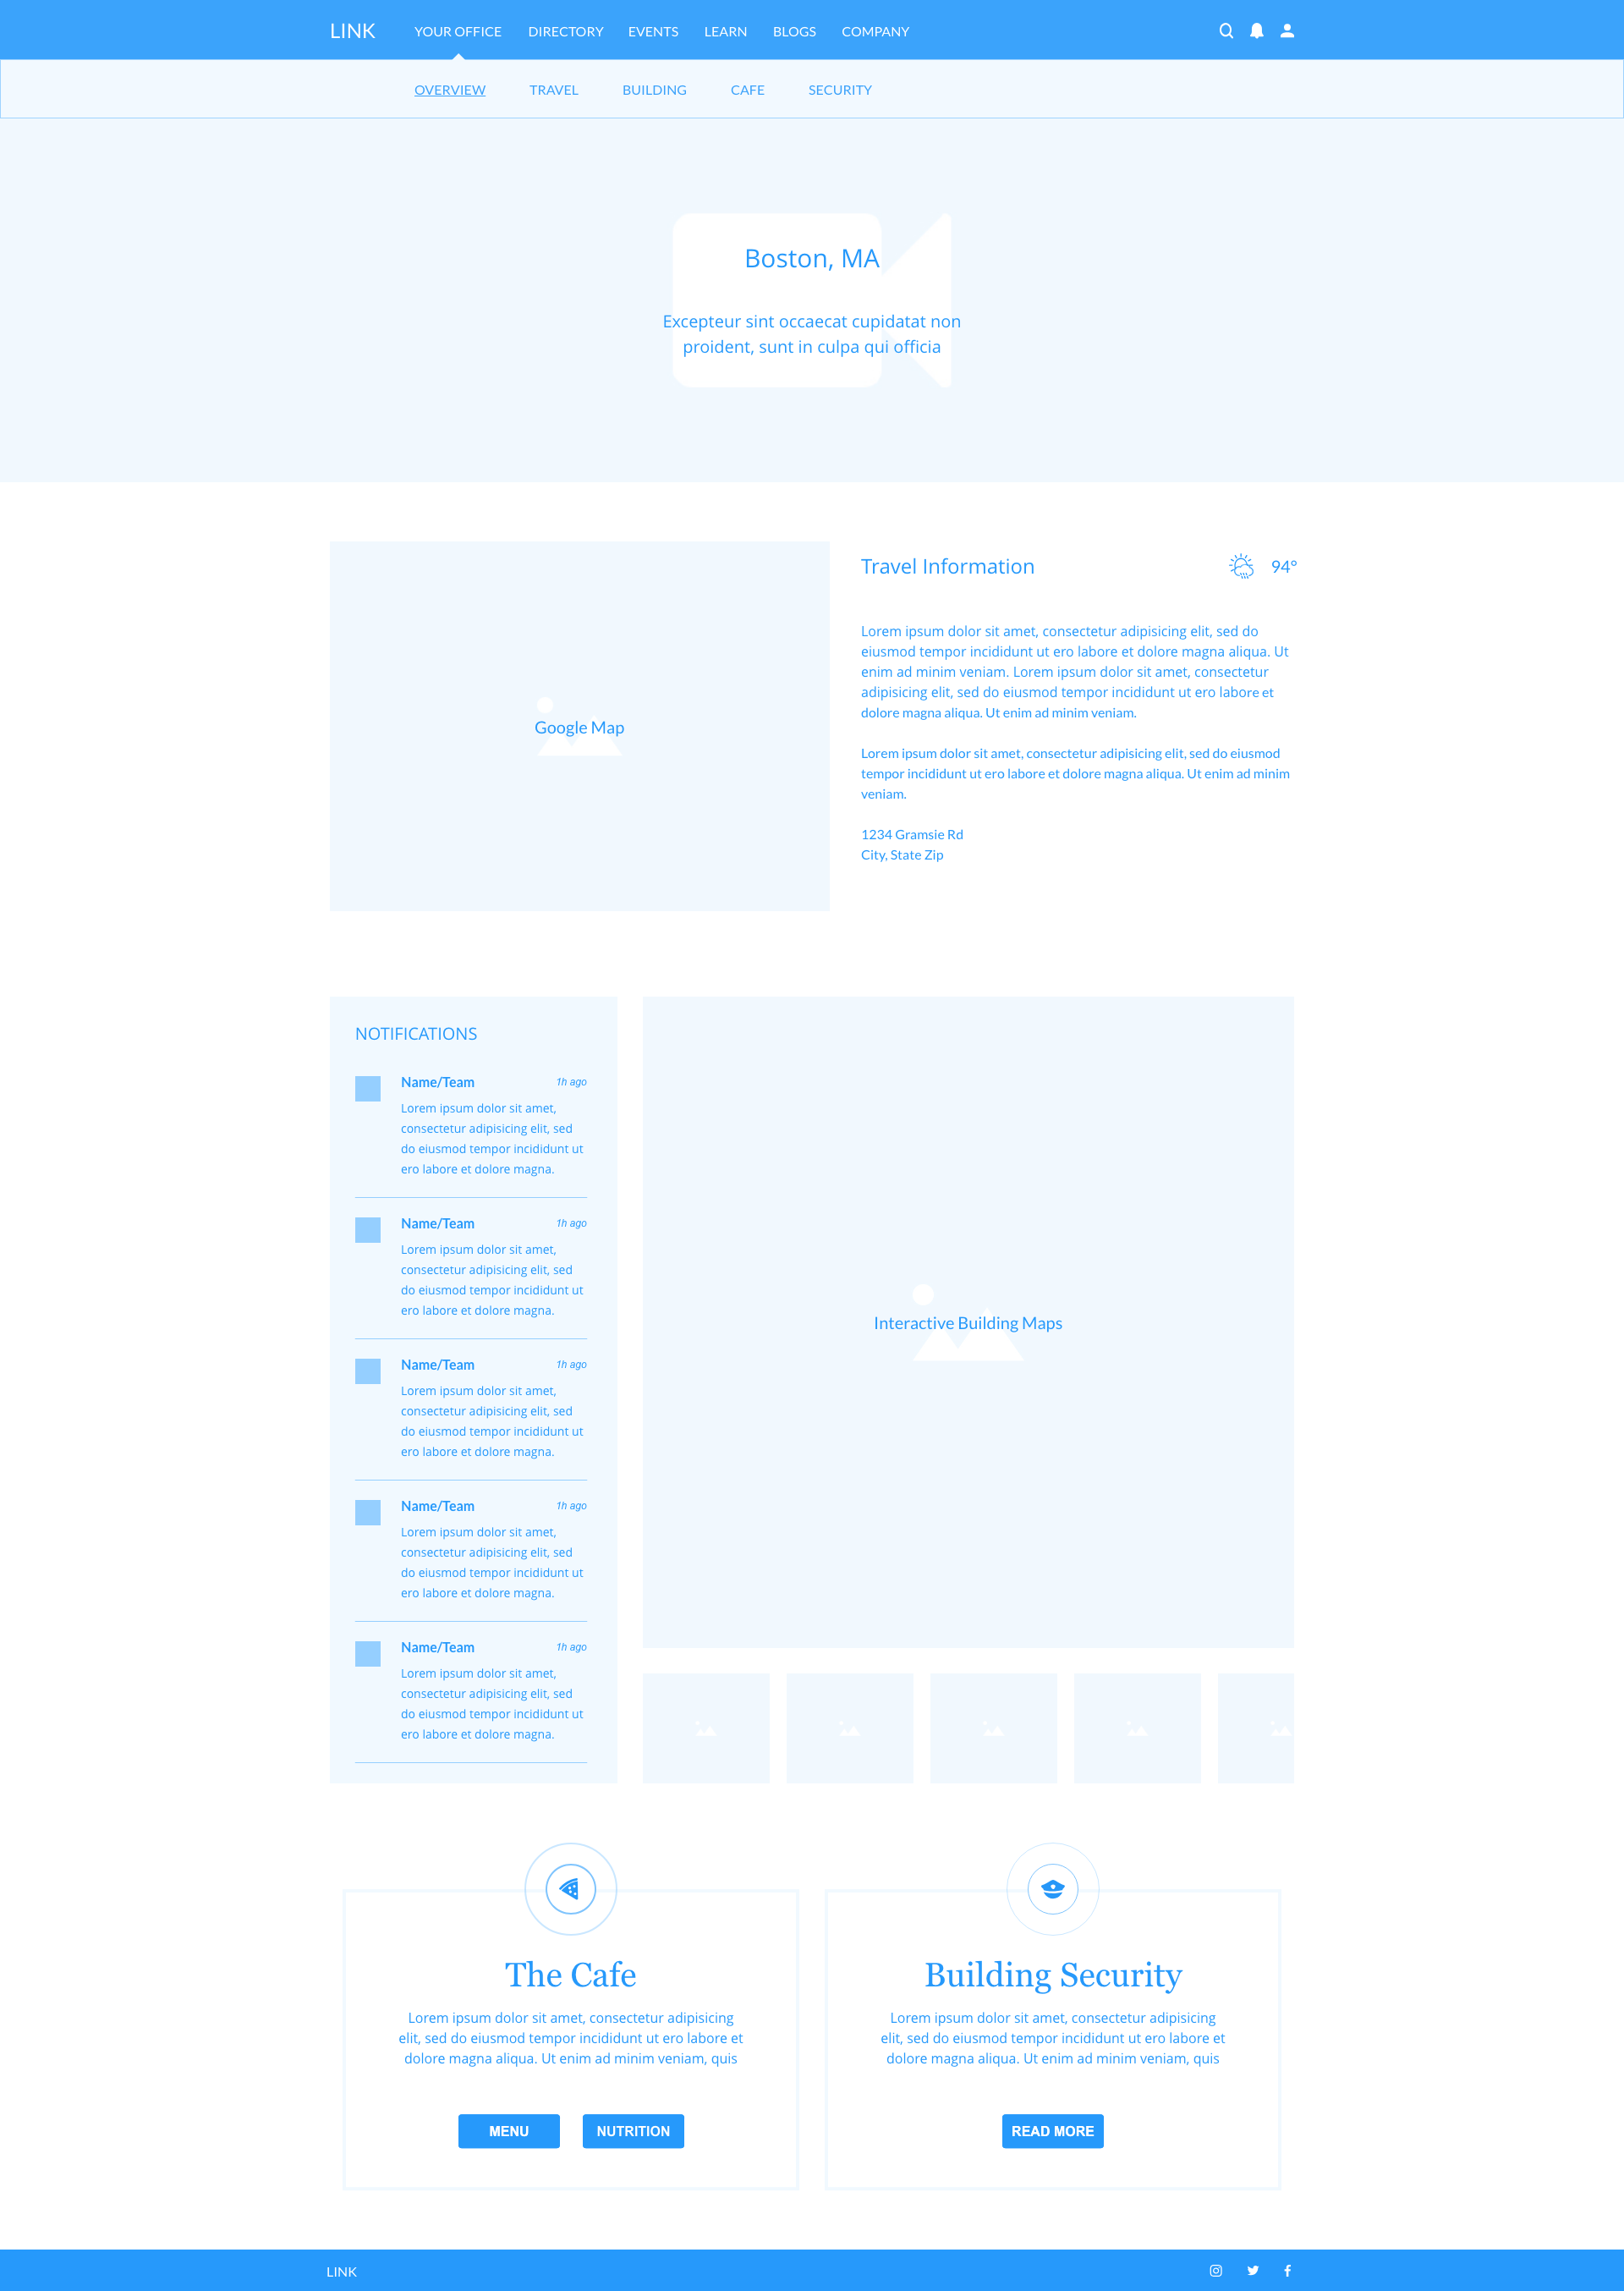 LINK
YOUR OFFICE
DIRECTORY
EVENTS
LEARN
BLOGS
COMPANY
OVERVIEW
TRAVEL
BUILDING
CAFE
SECURITY
Boston, MA
Excepteur sint occaecat cupidatat non
proident, sunt in culpa qui officia
Google Map
Travel Information
94°
Lorem ipsum dolor sit amet, consectetur adipisicing elit, sed do
eiusmod tempor incididunt ut ero labore et dolore magna aliqua. Ut
enim ad minim veniam. Lorem ipsum dolor sit amet, consectetur
adipisicing elit, sed do eiusmod tempor incididunt ut ero labore et
dolore magna aliqua. Ut enim ad minim veniam.
Lorem ipsum dolor sit amet, consectetur adipisicing elit, sed do eiusmod
tempor incididunt ut ero labore et dolore magna aliqua. Ut enim ad minim
veniam.
1234 Gramsie Rd
City, State Zip
NOTIFICATIONS
Name/Team 1h ago
Lorem ipsum dolor sit amet,
consectetur adipisicing elit, sed
do eiusmod tempor incididunt ut
ero labore et dolore magna.
Name/Team 1h ago
Lorem ipsum dolor sit amet,
consectetur adipisicing elit, sed
do eiusmod tempor incididunt ut
ero labore et dolore magna.
Name/Team 1h ago
Lorem ipsum dolor sit amet,
consectetur adipisicing elit, sed
do eiusmod tempor incididunt ut
ero labore et dolore magna.
Name/Team 1h ago
Lorem ipsum dolor sit amet,
consectetur adipisicing elit, sed
do eiusmod tempor incididunt ut
ero labore et dolore magna.
Name/Team 1h ago
Lorem ipsum dolor sit amet,
consectetur adipisicing elit, sed
do eiusmod tempor incididunt ut
ero labore et dolore magna.
Interactive Building Maps
The Cafe
Lorem ipsum dolor sit amet, consectetur adipisicing
elit, sed do eiusmod tempor incididunt ut ero labore et
dolore magna aliqua. Ut enim ad minim veniam, quis
MENU
NUTRITION
Building Security
Lorem ipsum dolor sit amet, consectetur adipisicing
elit, sed do eiusmod tempor incididunt ut ero labore et
dolore magna aliqua. Ut enim ad minim veniam, quis
READ MORE
LINK